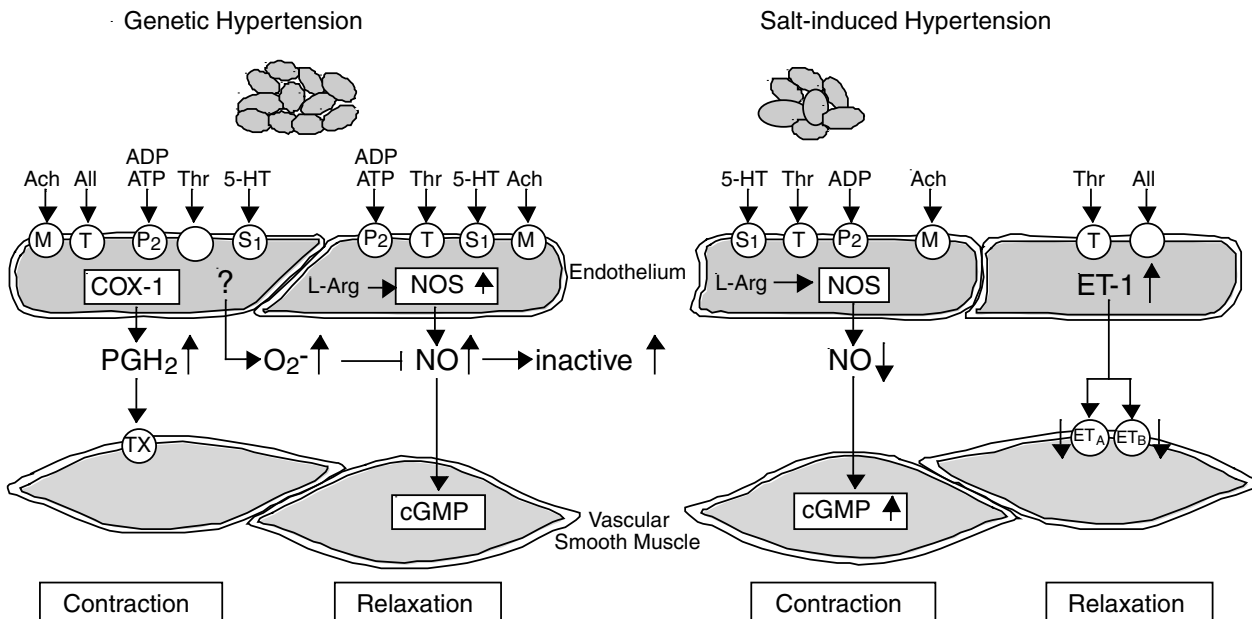 Genetic Hypertension
Salt-induced Hypertension
ADP
ADP
Ach All ATP Thr 5-HT
ATP Thr 5-HT Ach
5-HT Thr ADP Ach
Thr All
M T P2 S1
P2 T S1 M
S1 T P2 M
T
COX-1 ?
L-Arg NOS
Endothelium
L-Arg NOS
ET-1
PGH2 O2- NO inactive
NO
TX
ETA ETB
cGMP
cGMP
Vascular
Smooth Muscle
Contraction
Relaxation
Contraction
Relaxation